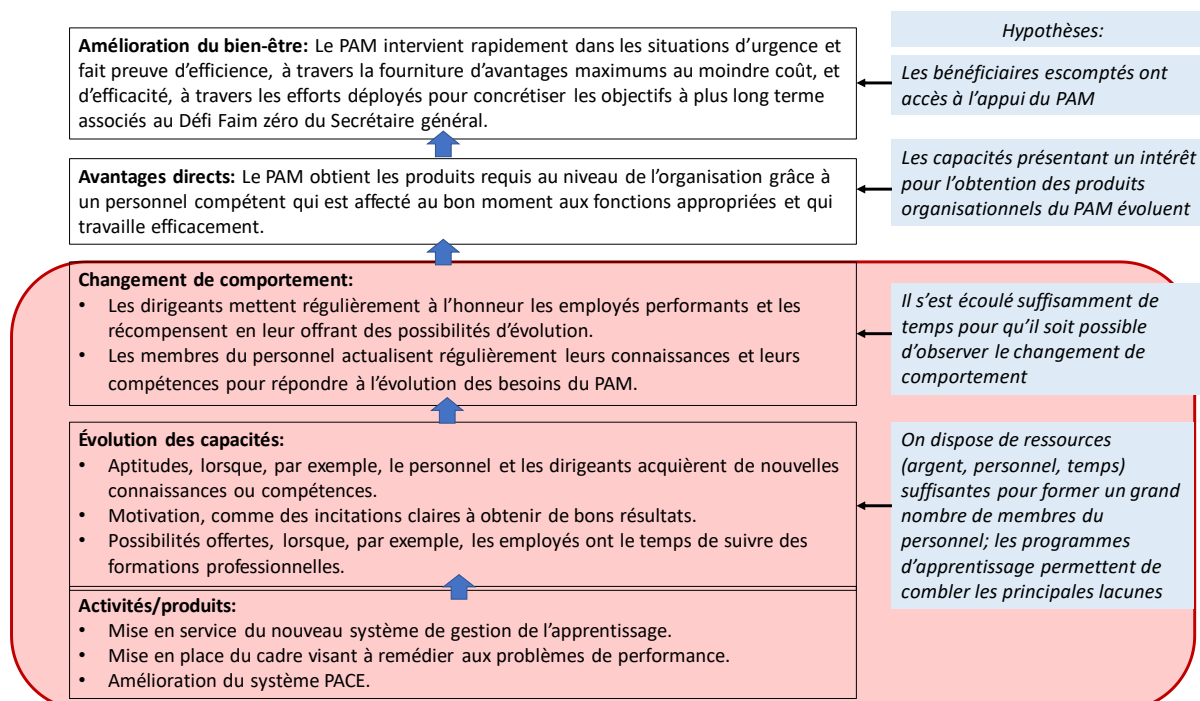 Amélioration du bien-être: Le PAM intervient rapidement dans les situations d’urgence et
fait preuve d’efficience, à travers la fourniture d’avantages maximums au moindre coût, et
d’efficacité, à travers les efforts déployés pour concrétiser les objectifs à plus long terme
associés au Défi Faim zéro du Secrétaire général.
Avantages directs: Le PAM obtient les produits requis au niveau de l’organisation grâce à
un personnel compétent qui est affecté au bon moment aux fonctions appropriées et qui
travaille efficacement.
Changement de comportement:
• Les dirigeants mettent régulièrement à l’honneur les employés performants et les
récompensent en leur offrant des possibilités d’évolution.
• Les membres du personnel actualisent régulièrement leurs connaissances et leurs
compétences pour répondre à l’évolution des besoins du PAM.
Évolution des capacités:
• Aptitudes, lorsque, par exemple, le personnel et les dirigeants acquièrent de nouvelles
connaissances ou compétences.
• Motivation, comme des incitations claires à obtenir de bons résultats.
• Possibilités offertes, lorsque, par exemple, les employés ont le temps de suivre des
formations professionnelles.
Activités/produits:
• Mise en service du nouveau système de gestion de l’apprentissage.
• Mise en place du cadre visant à remédier aux problèmes de performance.
• Amélioration du système PACE.
Hypothèses:
Les bénéficiaires escomptés ont
accès à l’appui du PAM
Les capacités présentant un intérêt
pour l’obtention des produits
organisationnels du PAM évoluent
Il s’est écoulé suffisamment de
temps pour qu’il soit possible
d’observer le changement de
comportement
On dispose de ressources
(argent, personnel, temps)
suffisantes pour former un grand
nombre de membres du
personnel; les programmes
d’apprentissage permettent de
combler les principales lacunes